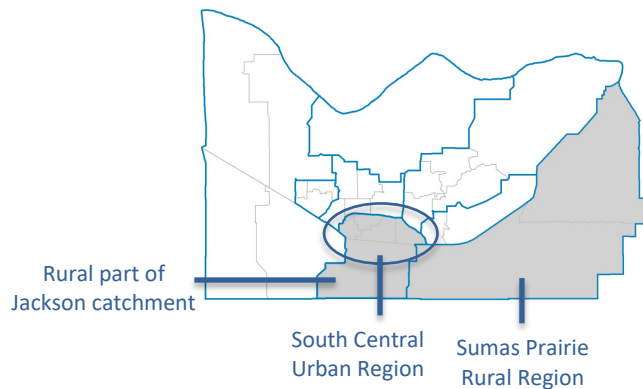 Rural part of
Jackson catchment
South Central
Urban Region
Sumas Prairie
Rural Region